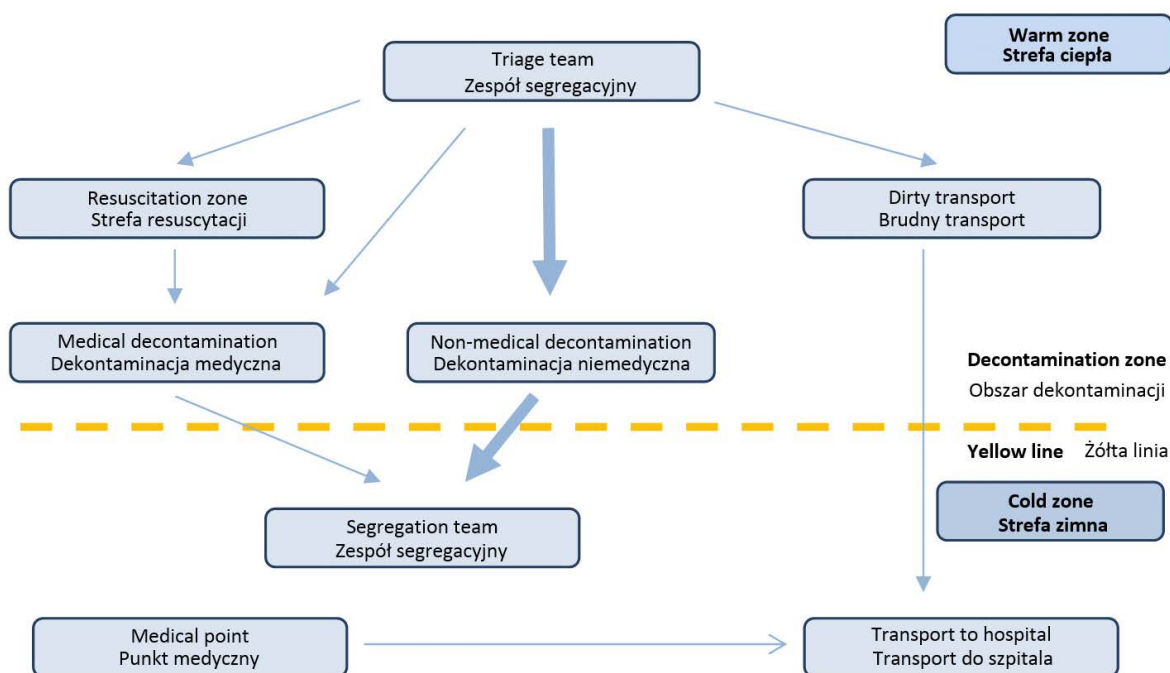 Warm zone
Strefa ciepła
Triage team
Zespół segregacyjny
Resuscitation zone
Strefa resuscytacji
Dirty transport
Brudny transport
Medical decontamination
Dekontaminacja medyczna
Non-medical decontamination
Dekontaminacja niemedyczna
Decontamination zone
Obszar dekontaminacji
Yellow line Żółta linia
Cold zone
Strefa zimna
Segregation team
Zespół segregacyjny
Medical point
Punkt medyczny
Transport to hospital
Transport do szpitala